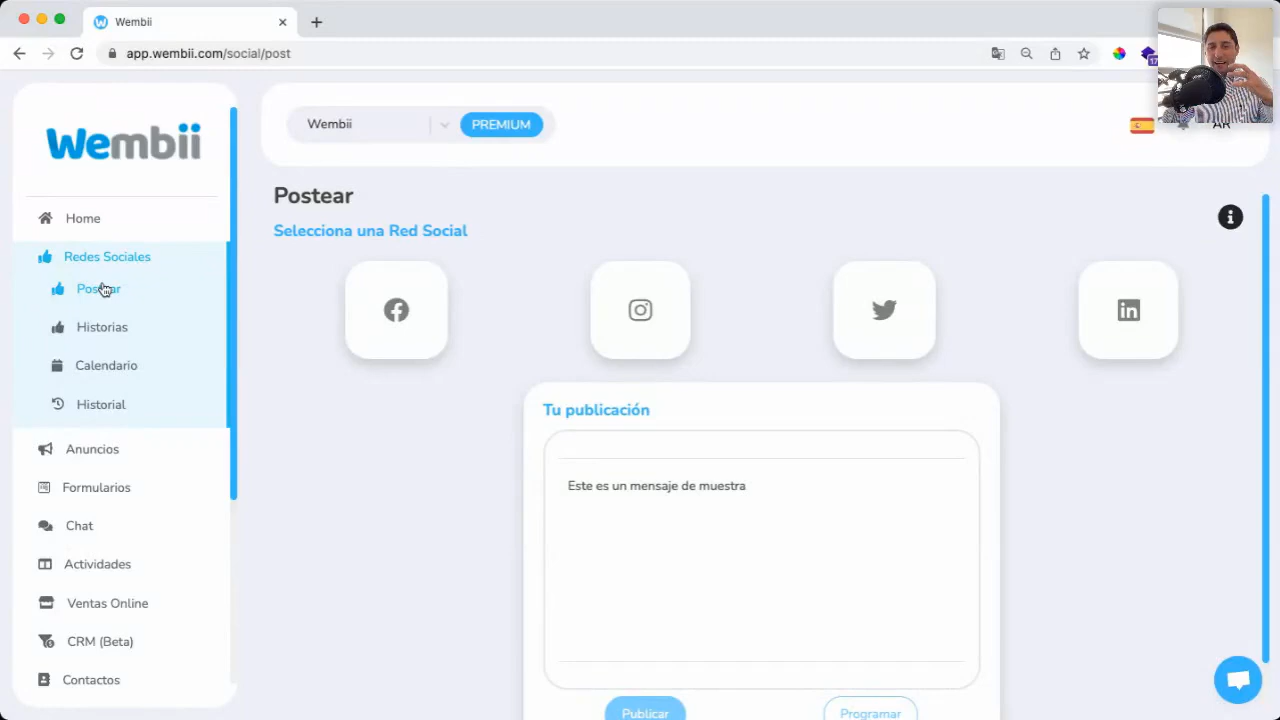 Wembii
app.wembii.com/social/post
17
Wembii
Wembii
PREMIUM
AR
Home
Redes Sociales
Postear
Historias
Calendario
Historial
Anuncios
Formularios
Chat
Actividades
Ventas Online
CRM (Beta)
Contactos
Postear
Selecciona una Red Social
Tu publicación
Este es un mensaje de muestra
Publicar
Programar